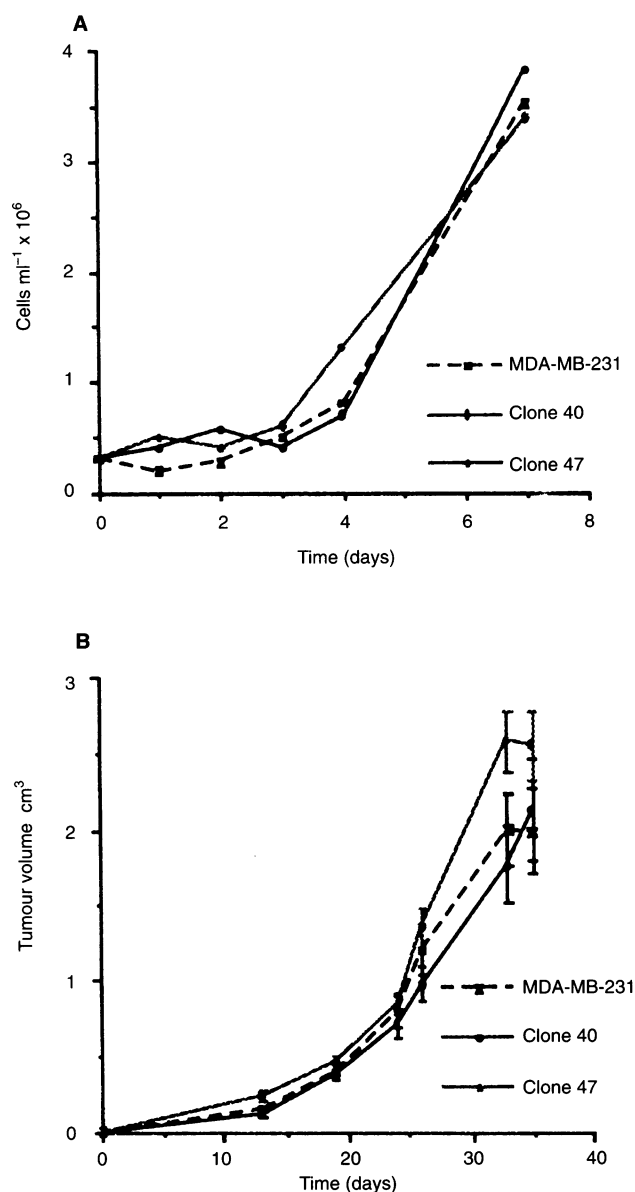 A
4
3
2
1
0
Cells ml⁻¹ x 10⁶
0 2 4 6 8
Time (days)
MDA-MB-231
Clone 40
Clone 47
B
3
2
1
0
Tumour volume cm³
0 10 20 30 40
Time (days)
MDA-MB-231
Clone 40
Clone 47